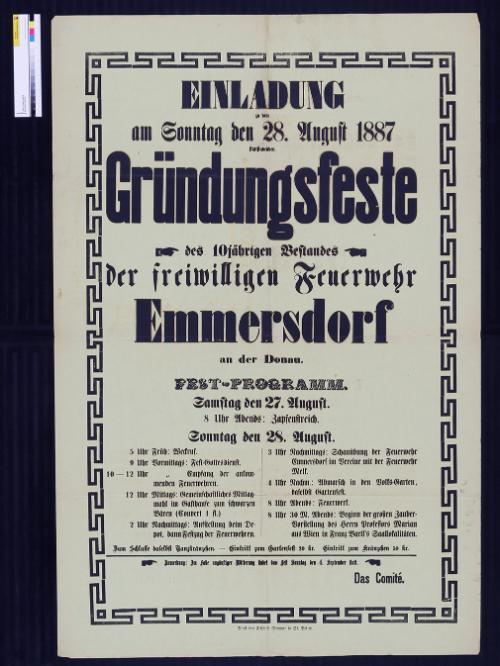 EINLADUNG
zu dem
am Sonntag den 28. August 1887
stattfindenden
Gründungsfeste
des 10jährigen Bestandes
der freiwilligen Feuerwehr
Emmersdorf
an der Donau.
FEST-PROGRAMM.
Samstag den 27. August.
8 Uhr Abends: Zapfenstreich.
Sonntag den 28. August.
5 Uhr Früh: Weckruf.
9 Uhr Vormittags: Fest-Gottesdienst.
10—12 Uhr „ Empfang der ankom-
menden Feuerwehren.
12 Uhr Mittags: Gemeinschaftliches Mittag-
mahl im Gasthause zum schwarzen
Bären (Couvert 1 fl.)
2 Uhr Nachmittags: Aufstellung beim De-
pot, dann Festzug der Feuerwehren.
3 Uhr Nachmittags: Schauübung der Feuerwehr
Emmersdorf im Vereine mit der Feuerwehr
Melk.
4 Uhr Nachm.: Abmarsch in den Volks-Garten,
daselbst Gartenfest.
8 Uhr Abends: Feuerwerk.
8 Uhr 30 M. Abends: Beginn der großen Zauber-
Vorstellung des Herrn Professors Marian
aus Wien in Franz Bartl's Saallokalitäten.
Zum Schlusse daselbst Tanzkränzchen. — Eintritt zum Gartenfest 20 kr. Eintritt zum Kränzchen 50 kr.
Anmerkung: Im Falle ungünstiger Witterung findet das Fest Sonntag den 4. September statt.
Das Comité.